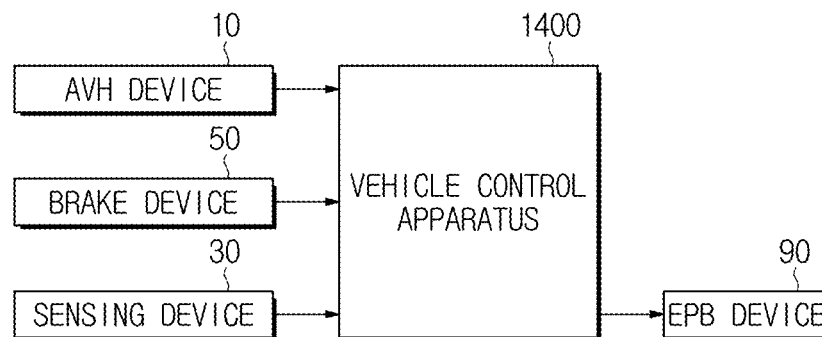 10
1400
AVH DEVICE
50
BRAKE DEVICE
VEHICLE CONTROL
APPARATUS
30
90
SENSING DEVICE
EPB DEVICE